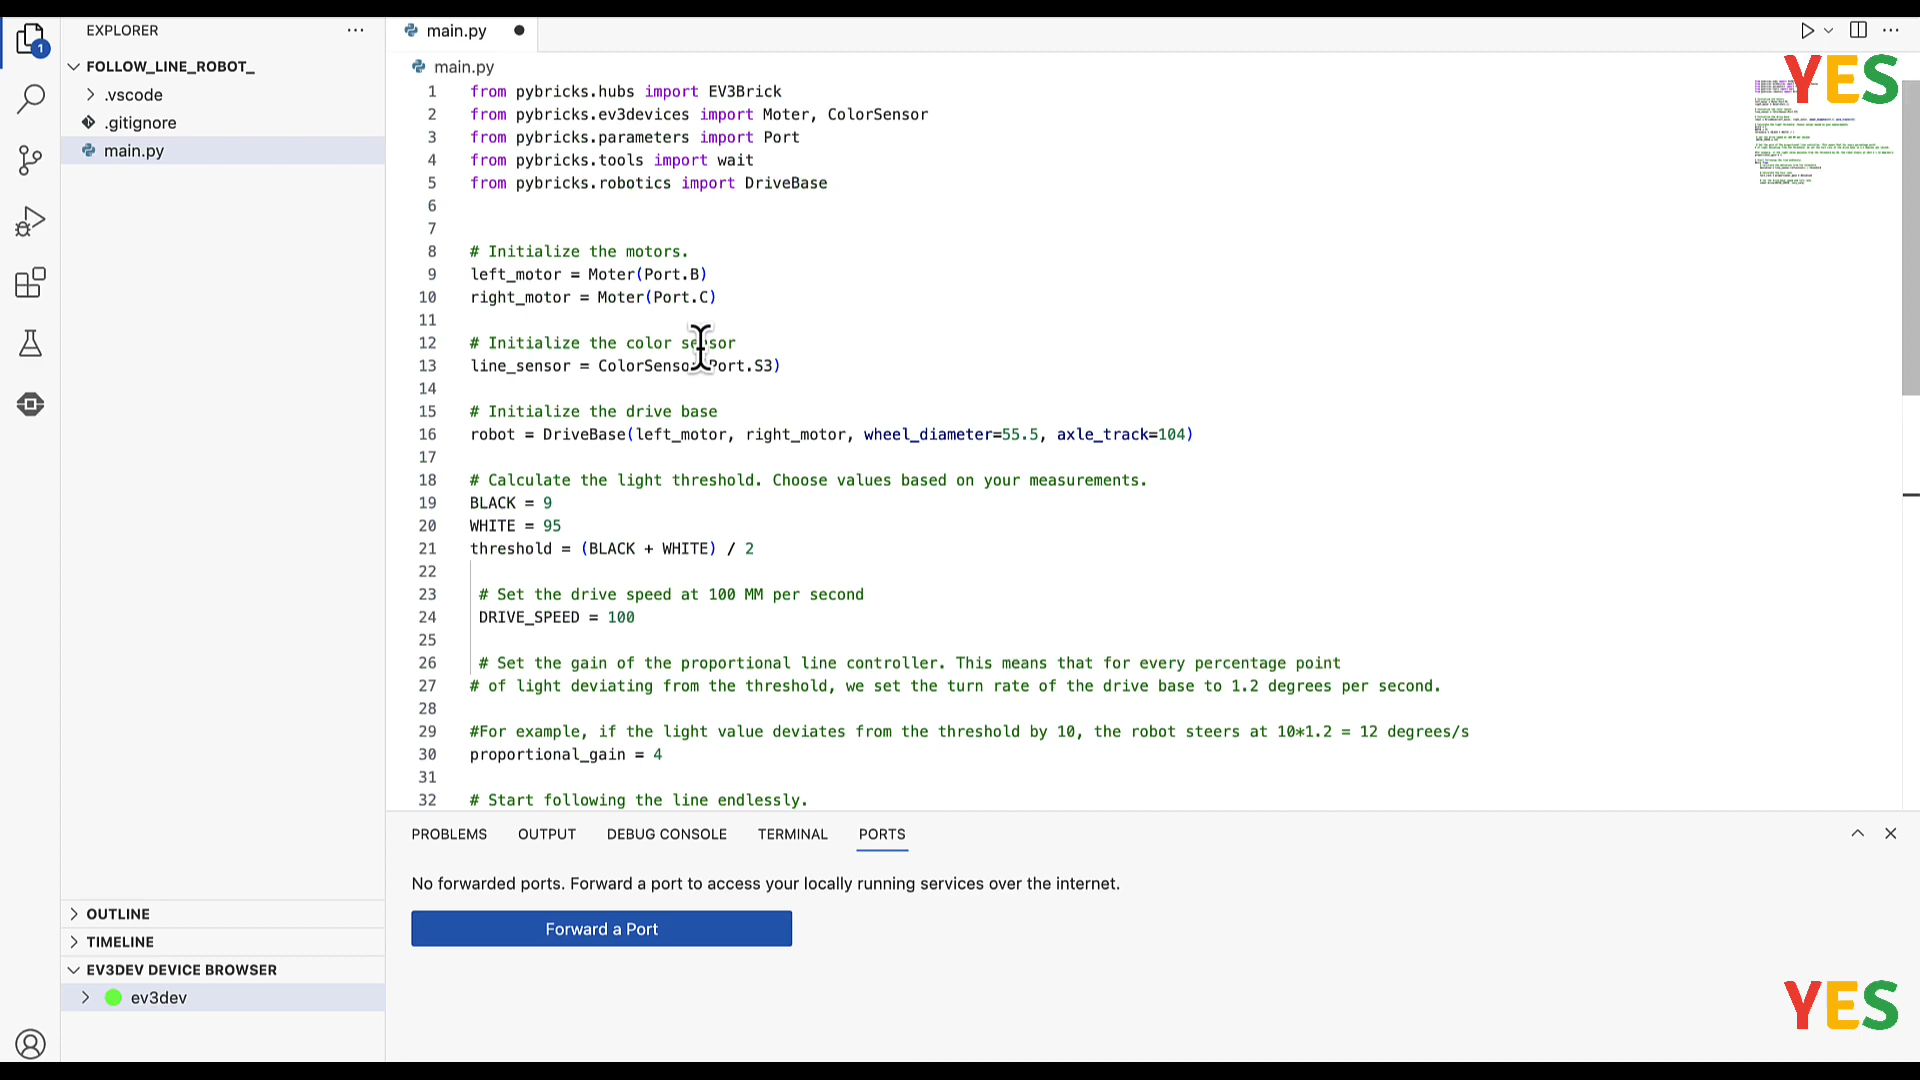 EXPLORER
FOLLOW_LINE_ROBOT_
.vscode
.gitignore
main.py
main.py
main.py
YES
1 from pybricks.hubs import EV3Brick
2 from pybricks.ev3devices import Moter, ColorSensor
3 from pybricks.parameters import Port
4 from pybricks.tools import wait
5 from pybricks.robotics import DriveBase
6
7
8 # Initialize the motors.
9 left_motor = Moter(Port.B)
10 right_motor = Moter(Port.C)
11
12 # Initialize the color sensor
13 line_sensor = ColorSensor(Port.S3)
14
15 # Initialize the drive base
16 robot = DriveBase(left_motor, right_motor, wheel_diameter=55.5, axle_track=104)
17
18 # Calculate the light threshold. Choose values based on your measurements.
19 BLACK = 9
20 WHITE = 95
21 threshold = (BLACK + WHITE) / 2
22
23 # Set the drive speed at 100 MM per second
24 DRIVE_SPEED = 100
25
26 # Set the gain of the proportional line controller. This means that for every percentage point
27 # of light deviating from the threshold, we set the turn rate of the drive base to 1.2 degrees per second.
28
29 #For example, if the light value deviates from the threshold by 10, the robot steers at 10*1.2 = 12 degrees/s
30 proportional_gain = 4
31
32 # Start following the line endlessly.
PROBLEMS OUTPUT DEBUG CONSOLE TERMINAL PORTS
No forwarded ports. Forward a port to access your locally running services over the internet.
Forward a Port
OUTLINE
TIMELINE
EV3DEV DEVICE BROWSER
ev3dev
1
YES